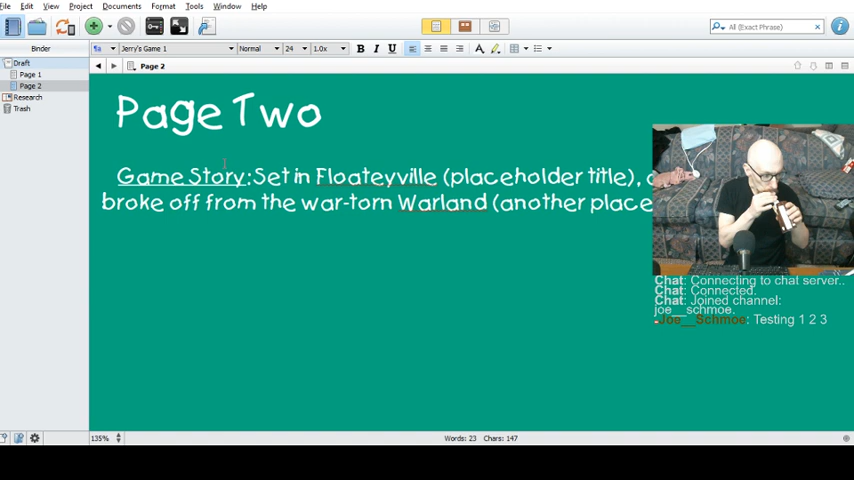 File Edit View Project Documents Format Tools Window Help
All (Exact Phrase)
Binder
Jerry's Game 1 Normal 24 1.0x B I U A
Draft
Page 1
Page 2
Research
Trash
Page 2
Page Two
Game Story:Set in Floateyville (placeholder title),
broke off from the war-torn Warland (another place
Chat: Connecting to chat server..
Chat: Connected.
Chat: Joined channel:
joe__schmoe.
Joe__Schmoe: Testing 1 2 3
135% Words: 23 Chars: 147